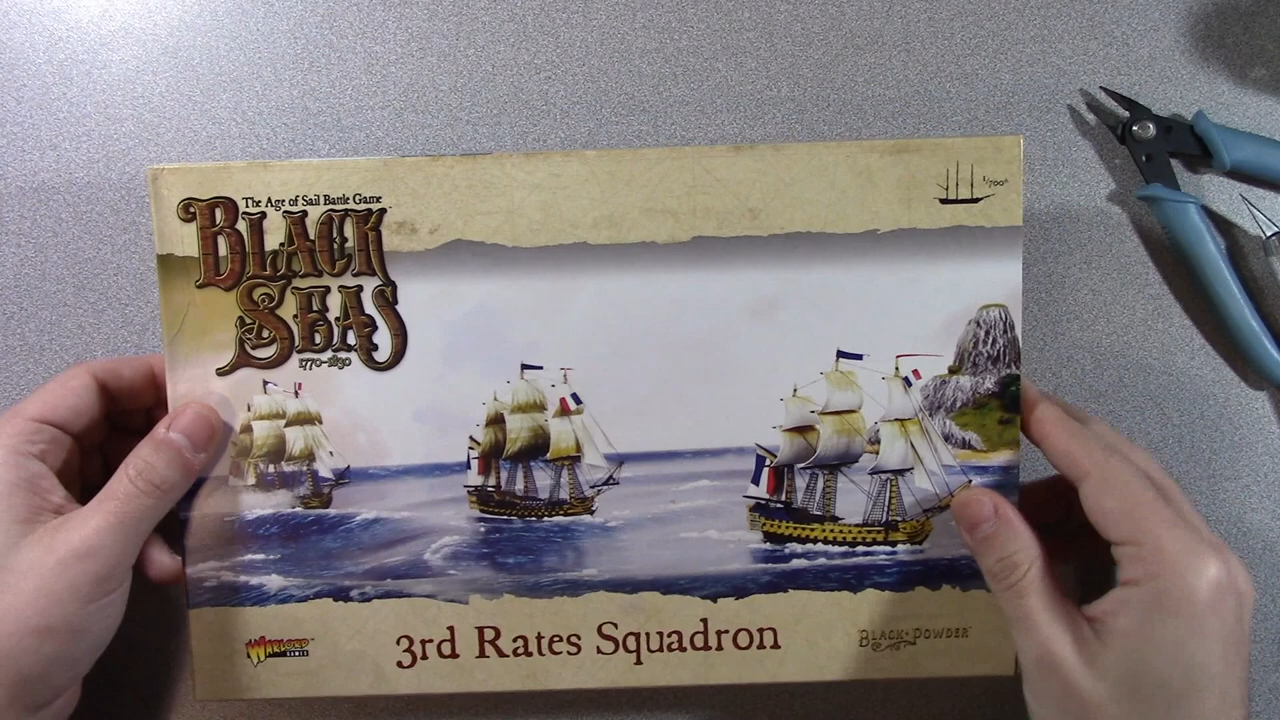 The Age of Sail Battle Game
BLACK
SEAS
1770-1830
1/700th
WARLORD
GAMES
3rd Rates Squadron
BLACK POWDER